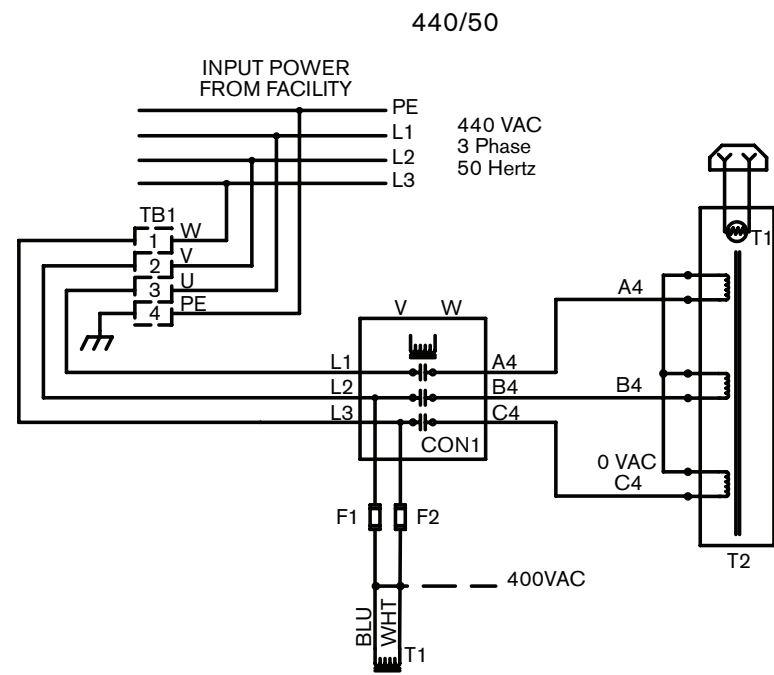 440/50
INPUT POWER
FROM FACILITY
PE
L1
L2
L3
440 VAC
3 Phase
50 Hertz
TB1
1 W
2 V
3 U
4 PE
T1
V W
A4
B4
0 VAC
C4
L1
L2
L3
A4
B4
C4
CON1
F1
F2
T2
400VAC
BLU
WHT
T1